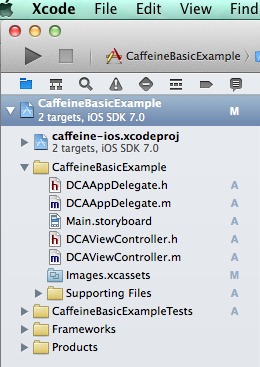 Xcode File Edit View Find
CaffeineBasicExample
CaffeineBasicExample
2 targets, iOS SDK 7.0 M
caffeine-ios.xcodeproj
2 targets, iOS SDK 7.0
CaffeineBasicExample
h DCAAppDelegate.h A
m DCAAppDelegate.m A
Main.storyboard A
h DCAViewController.h A
m DCAViewController.m A
Images.xcassets M
Supporting Files A
CaffeineBasicExampleTests A
Frameworks
Products